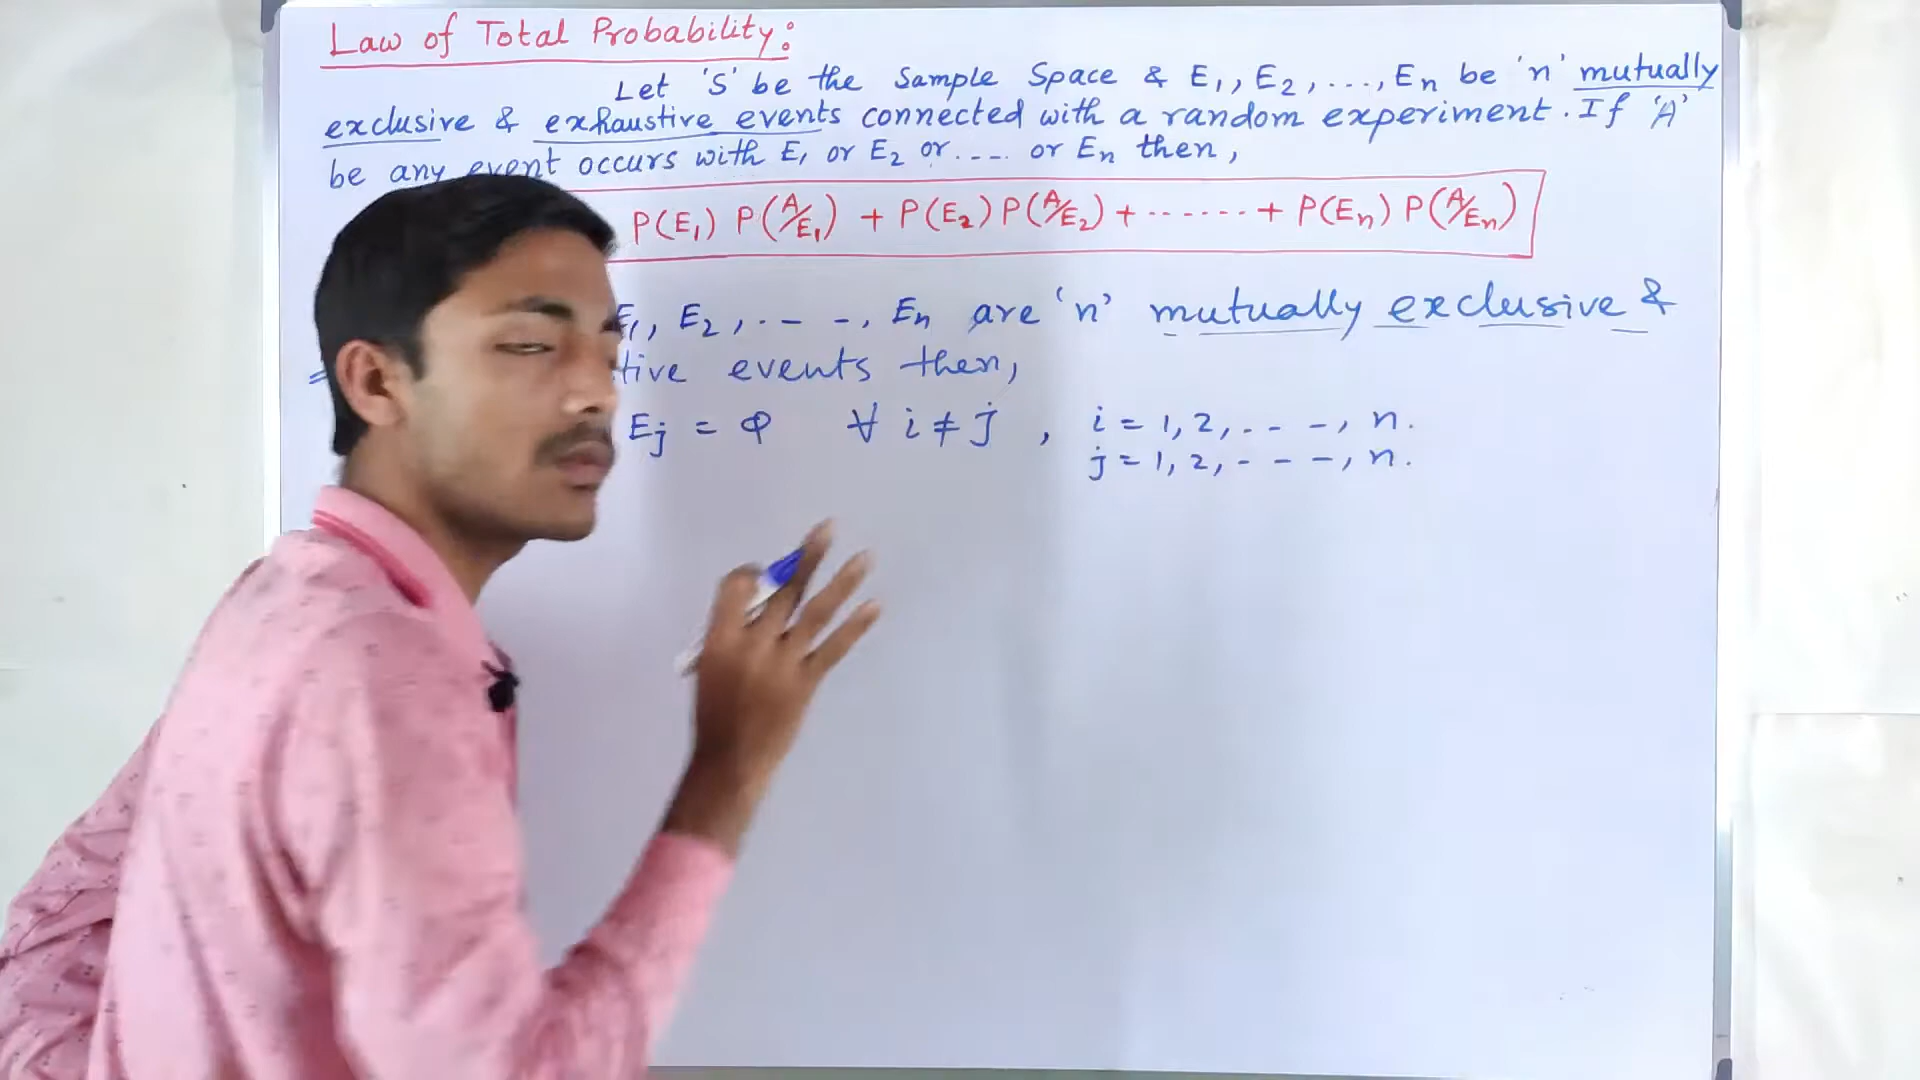 Law of Total Probability:
Let 'S' be the Sample Space & E₁, E₂, ..., En be 'n' mutually
exclusive & exhaustive events connected with a random experiment. If 'A'
be any event occurs with E₁ or E₂ or .... or En then,
P(E₁) P(A/E₁) + P(E₂) P(A/E₂) + ....... + P(En) P(A/En)
E₁, E₂, . - - , En are 'n' mutually exclusive &
tive events then,
Ej = φ ∀ i ≠ j , i = 1, 2, . - - , n.
j = 1, 2, - - - , n.